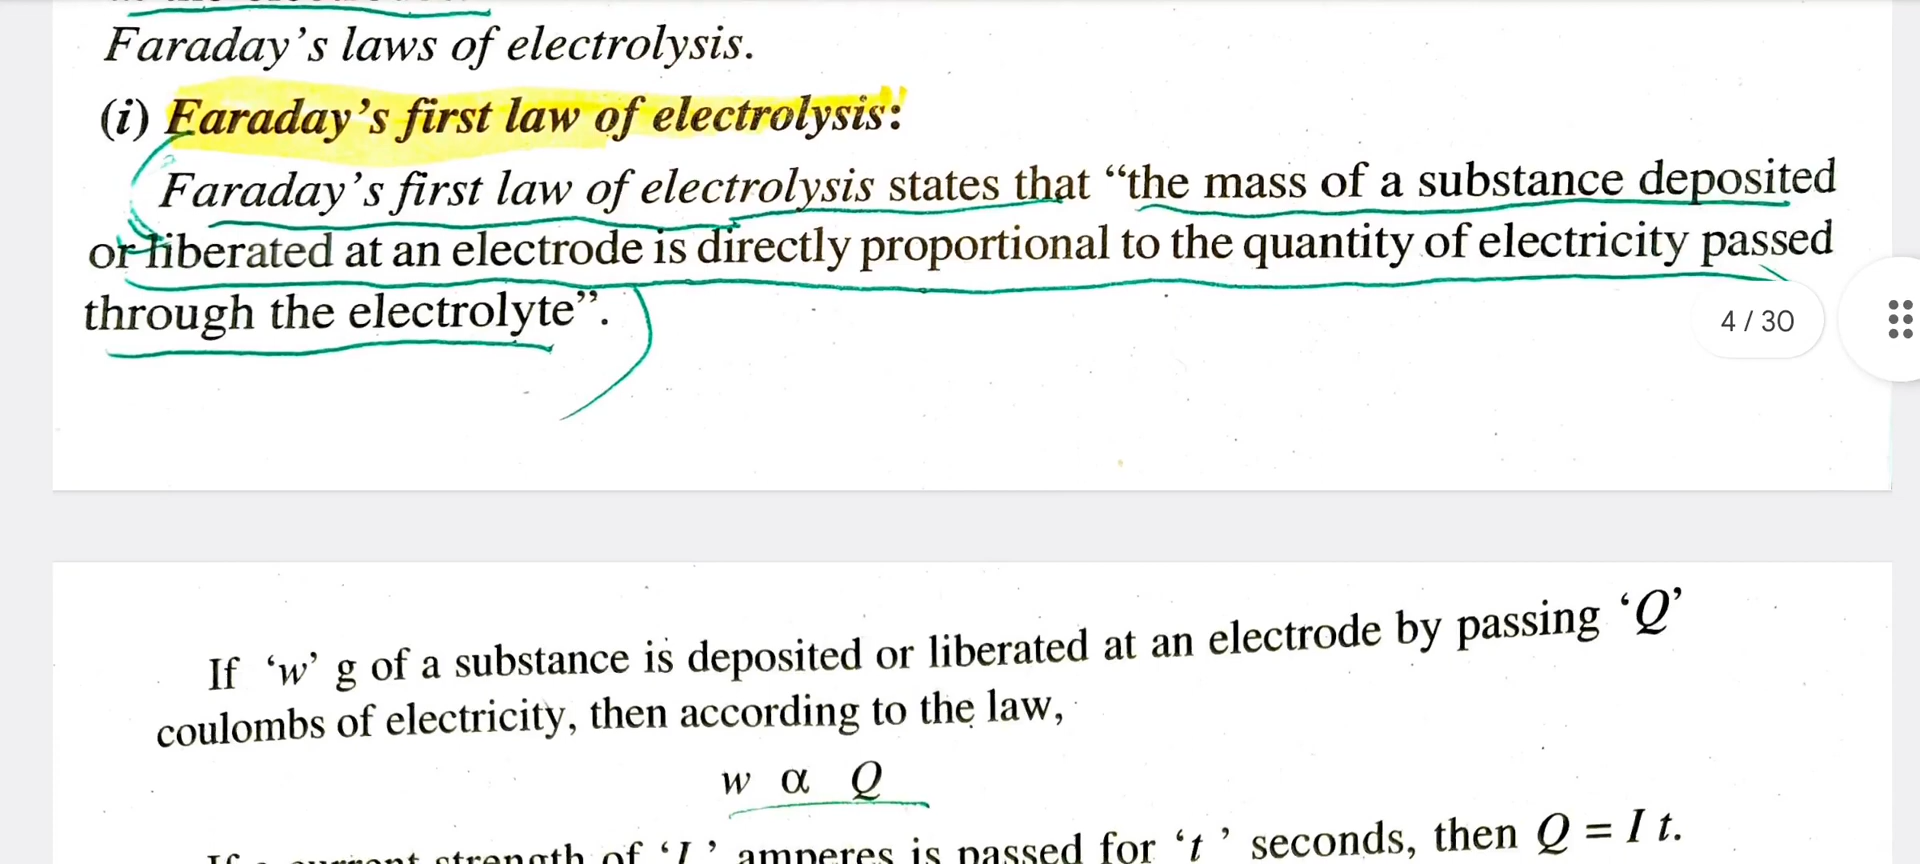 Faraday's laws of electrolysis.
(i) Faraday's first law of electrolysis:
Faraday's first law of electrolysis states that “the mass of a substance deposited
or liberated at an electrode is directly proportional to the quantity of electricity passed
through the electrolyte”.
4 / 30
If ‘w’ g of a substance is deposited or liberated at an electrode by passing ‘Q’
coulombs of electricity, then according to the law,
w α Q
current strength of ‘I’ amperes is passed for ‘t’ seconds, then Q = I t.